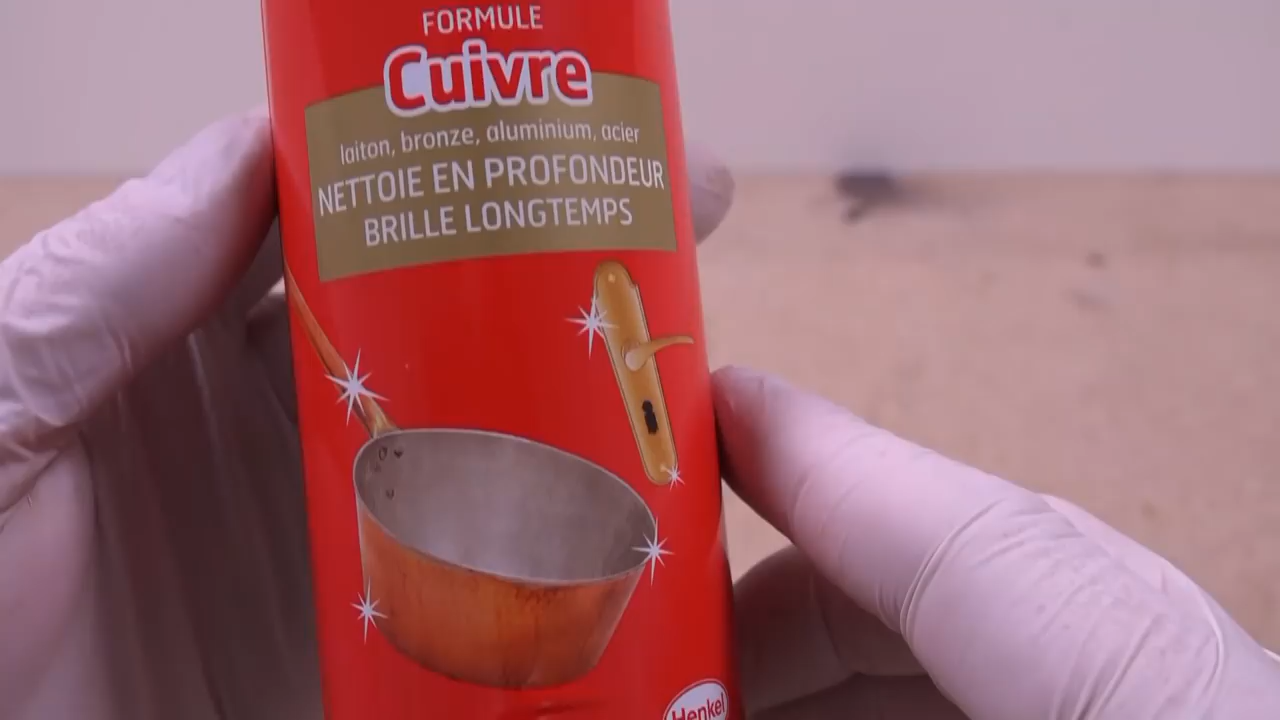 FORMULE
Cuivre
laiton, bronze, aluminium, acier
NETTOIE EN PROFONDEUR
BRILLE LONGTEMPS
Henkel